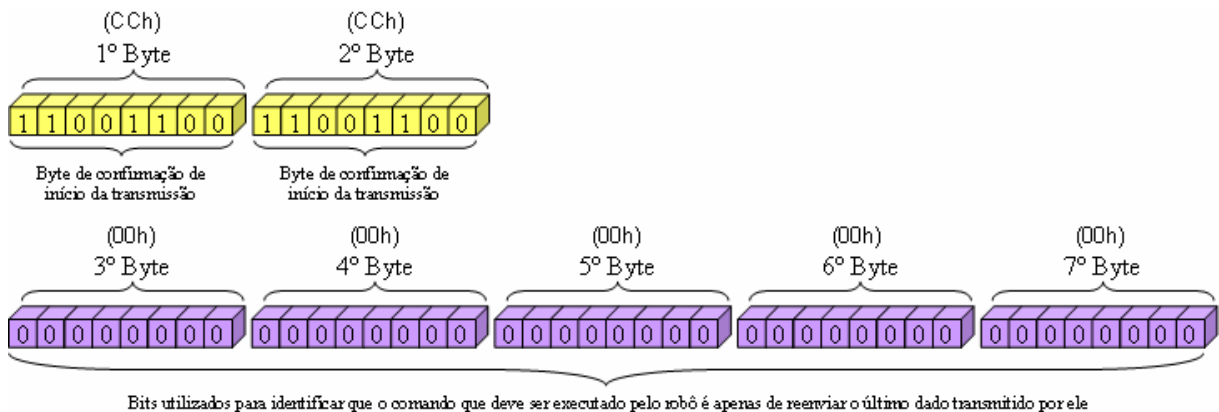 (CCh) (CCh)
1º Byte 2º Byte
1 1 0 0 1 1 0 0 1 1 0 0 1 1 0 0
Byte de confirmação de Byte de confirmação de
início da transmissão início da transmissão
(00h) (00h) (00h) (00h) (00h)
3º Byte 4º Byte 5º Byte 6º Byte 7º Byte
0 0 0 0 0 0 0 0 0 0 0 0 0 0 0 0 0 0 0 0 0 0 0 0 0 0 0 0 0 0 0 0 0 0 0 0 0 0 0 0
Bits utilizados para identificar que o comando que deve ser executado pelo robô é apenas de reenviar o último dado transmitido por ele